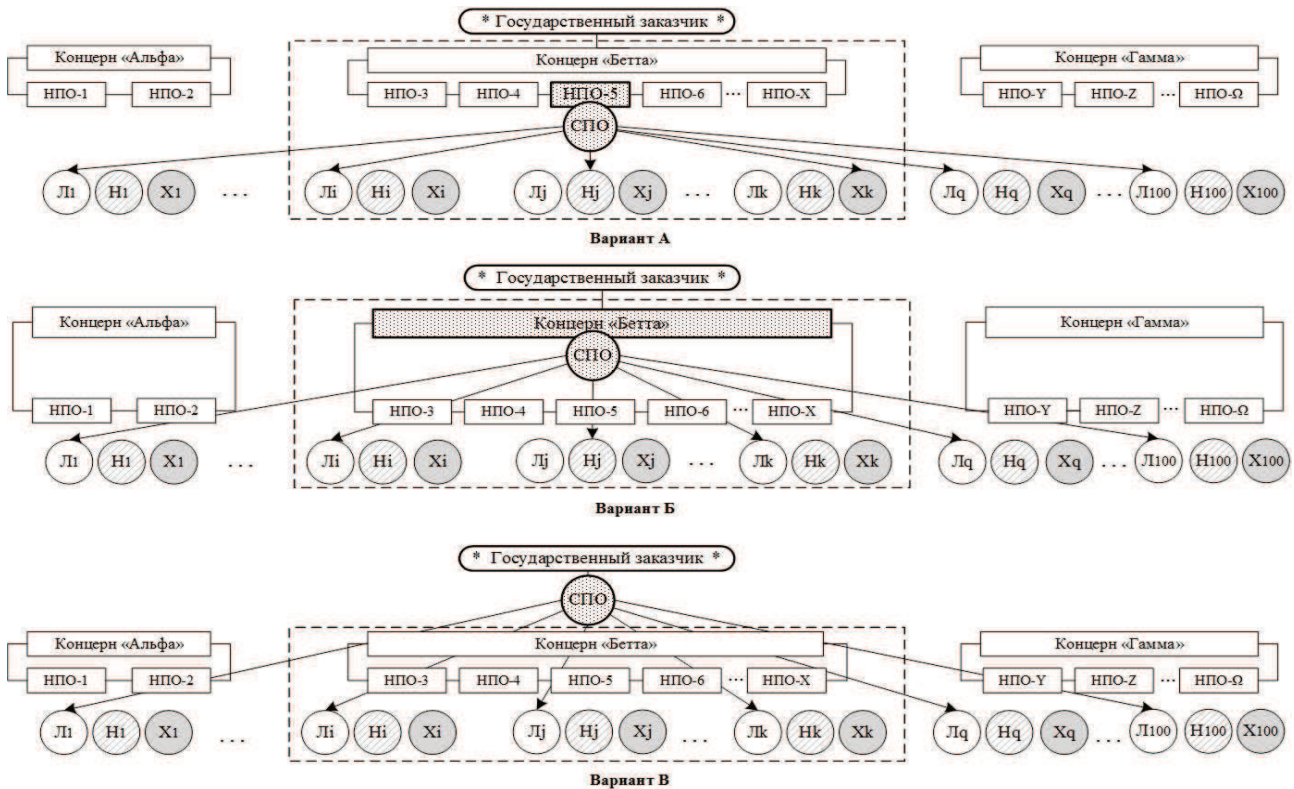 * Государственный заказчик *
Концерн «Альфа» Концерн «Бетта» Концерн «Гамма»
НПО-1 НПО-2 НПО-3 НПО-4 НПО-5 НПО-6 ... НПО-X НПО-Y НПО-Z ... НПО-Ω
СПО
Л1 Н1 Х1 ... Лi Нi Хi Лj Нj Хj ... Лk Нk Хk Лq Нq Хq ... Л100 Н100 Х100
Вариант А
* Государственный заказчик *
Концерн «Альфа» Концерн «Бетта» Концерн «Гамма»
СПО
НПО-1 НПО-2 НПО-3 НПО-4 НПО-5 НПО-6 ... НПО-X НПО-Y НПО-Z ... НПО-Ω
Л1 Н1 Х1 ... Лi Нi Хi Лj Нj Хj ... Лk Нk Хk Лq Нq Хq ... Л100 Н100 Х100
Вариант Б
* Государственный заказчик *
СПО
Концерн «Альфа» Концерн «Бетта» Концерн «Гамма»
НПО-1 НПО-2 НПО-3 НПО-4 НПО-5 НПО-6 ... НПО-X НПО-Y НПО-Z ... НПО-Ω
Л1 Н1 Х1 ... Лi Нi Хi Лj Нj Хj ... Лk Нk Хk Лq Нq Хq ... Л100 Н100 Х100
Вариант В